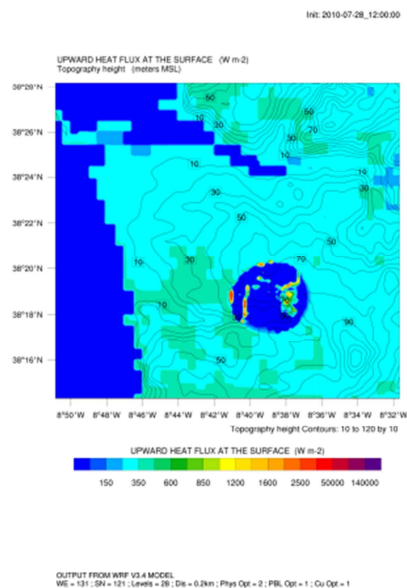 Init: 2010-07-28_12:00:00
UPWARD HEAT FLUX AT THE SURFACE (W m-2)
Topography height (meters MSL)
38°28'N
38°26'N
38°24'N
38°22'N
38°20'N
38°18'N
38°16'N
50
10
30
50
70
50
10
10
10
30
30
50
10
30
70
10
90
50
8°50'W 8°48'W 8°46'W 8°44'W 8°42'W 8°40'W 8°38'W 8°36'W 8°34'W 8°32'W
Topography height Contours: 10 to 120 by 10
UPWARD HEAT FLUX AT THE SURFACE (W m-2)
150 350 600 850 1200 1600 2500 50000 140000
OUTPUT FROM WRF V3.4 MODEL
WE = 131 ; SN = 121 ; Levels = 28 ; Dis = 0.2km ; Phys Opt = 2 ; PBL Opt = 1 ; Cu Opt = 1